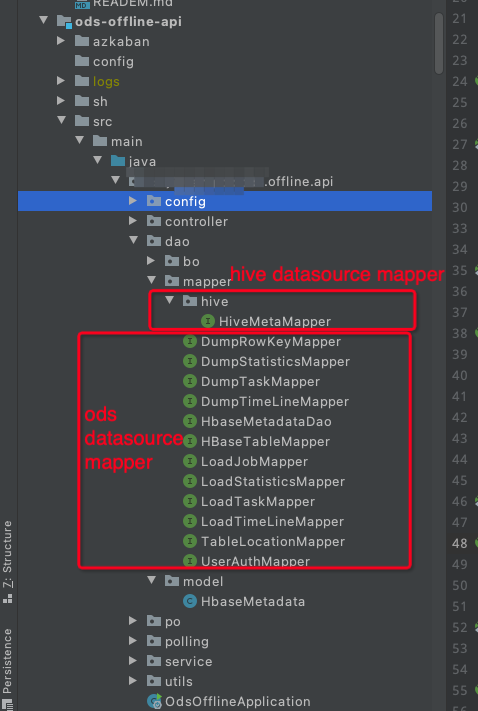 READEM.md
ods-offline-api
azkaban
config
logs
sh
src
main
java
.offline.api
config
controller
dao
bo
mapper
hive datasource mapper
hive
HiveMetaMapper
DumpRowKeyMapper
DumpStatisticsMapper
DumpTaskMapper
DumpTimeLineMapper
HbaseMetadataDao
HBaseTableMapper
LoadJobMapper
LoadStatisticsMapper
LoadTaskMapper
LoadTimeLineMapper
TableLocationMapper
UserAuthMapper
ods
datasource
mapper
model
HbaseMetadata
po
polling
service
utils
OdsOfflineApplication
Z: Structure
Persistence
21
22
23
24
25
26
27
28
29
30
33
34
35
36
37
38
39
40
41
42
43
44
45
46
47
48
49
50
51
52
53
54
55